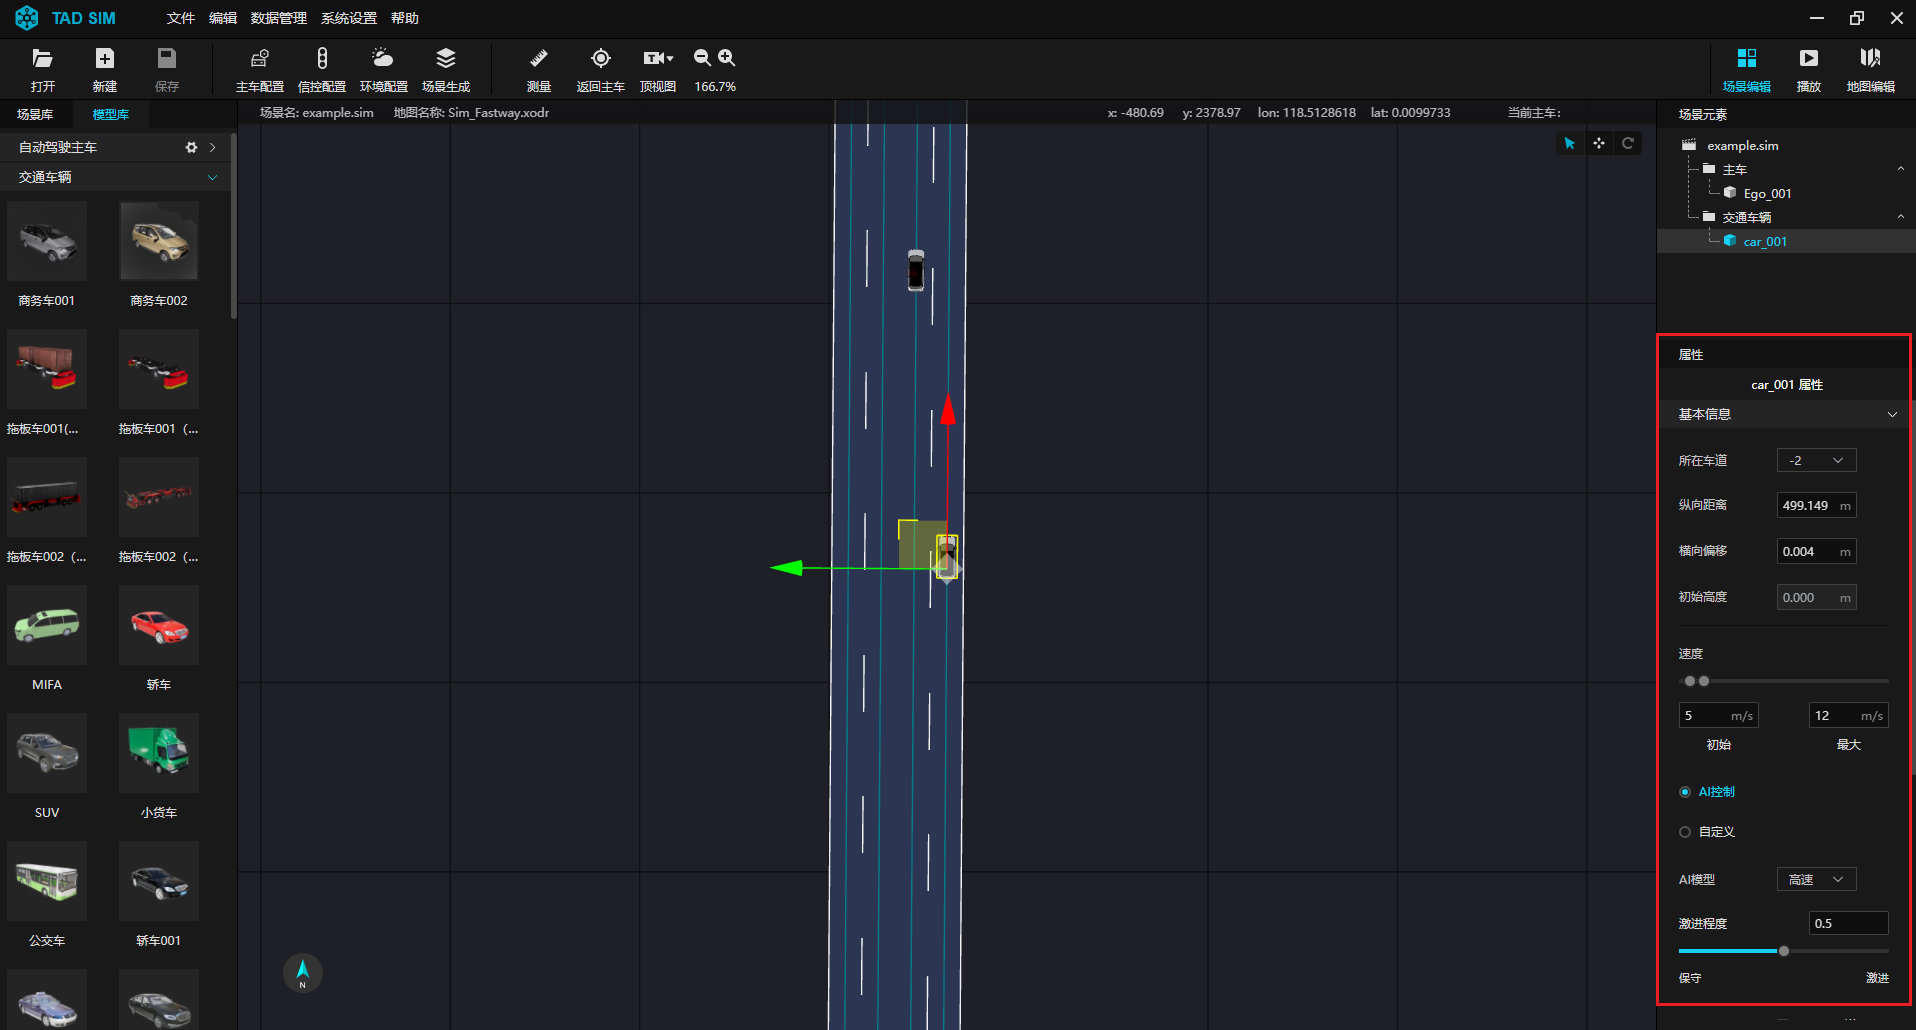 TAD SIM 文件 编辑 数据管理 系统设置 帮助
打开 新建 保存 主车配置 信控配置 环境配置 场景生成 测量 返回主车 顶视图 166.7% 场景编辑 播放 地图编辑
场景库 模型库
场景名: example.sim 地图名称: Sim_Fastway.xodr x: -480.69 y: 2378.97 lon: 118.5128618 lat: 0.0099733 当前主车:
自动驾驶主车
交通车辆
商务车001 商务车002
拖板车001(... 拖板车001（...
拖板车002（... 拖板车002（...
MIFA 轿车
SUV 小货车
公交车 轿车001
N
场景元素
example.sim
主车
Ego_001
交通车辆
car_001
属性
car_001 属性
基本信息
所在车道 -2
纵向距离 499.149 m
横向偏移 0.004 m
初始高度 0.000 m
速度
5 m/s 12 m/s
初始 最大
AI控制
自定义
AI模型 高速
激进程度 0.5
保守 激进